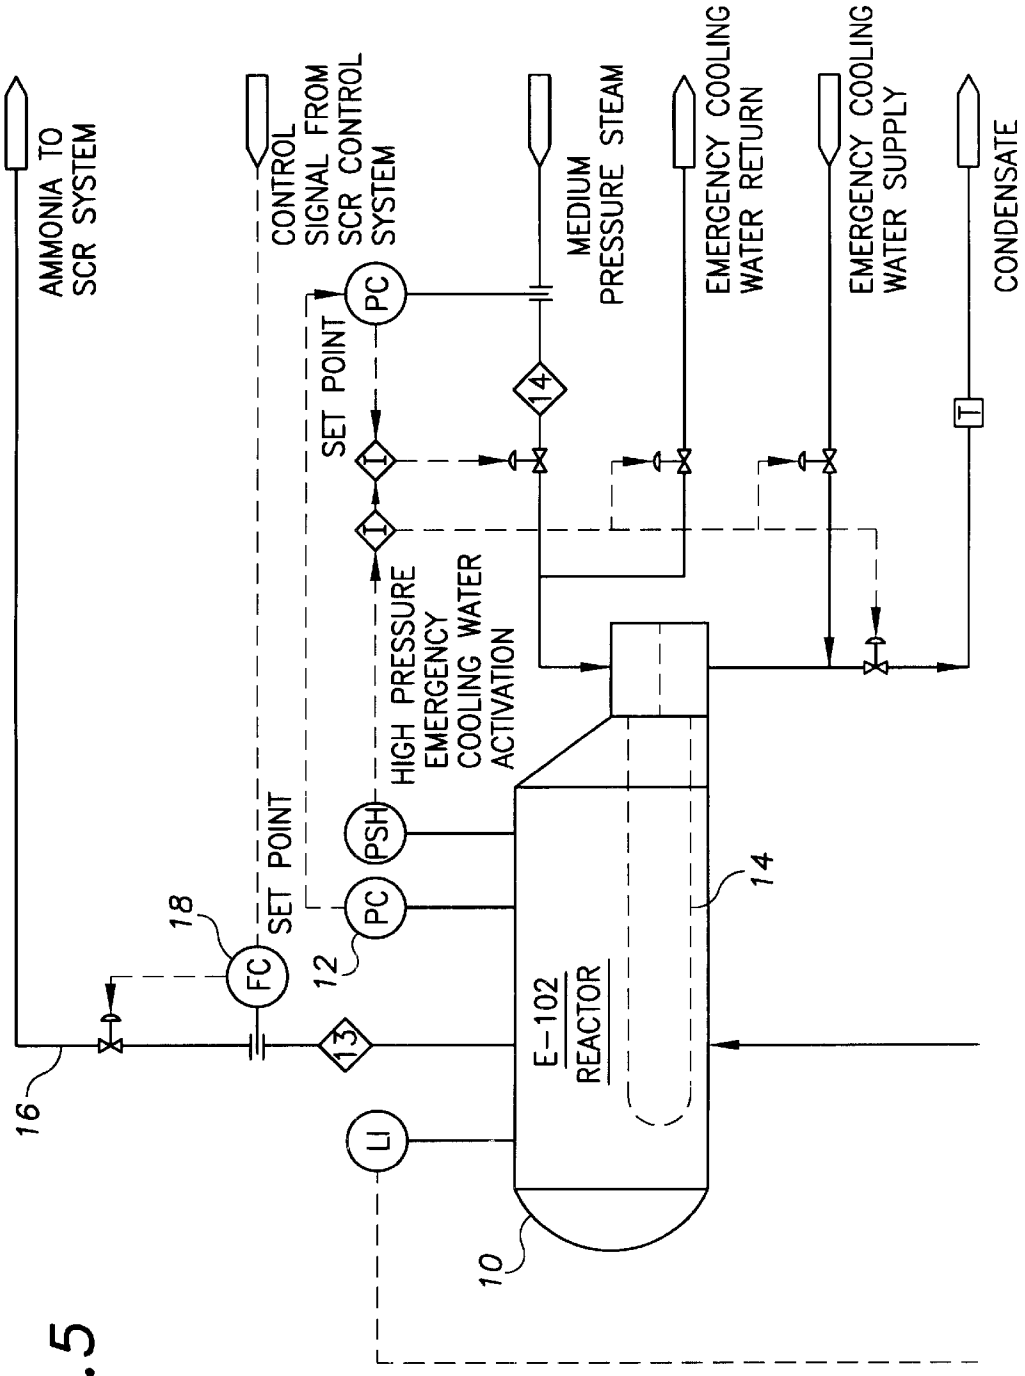 AMMONIA TO
SCR SYSTEM
CONTROL
SIGNAL FROM
SCR CONTROL
SYSTEM
MEDIUM
PRESSURE STEAM
EMERGENCY COOLING
WATER RETURN
EMERGENCY COOLING
WATER SUPPLY
CONDENSATE
PC
SET POINT
I
I
14
T
HIGH PRESSURE
EMERGENCY
COOLING WATER
ACTIVATION
PSH
PC
12
SET POINT
18
FC
16
13
LI
E-102
REACTOR
14
10
.5